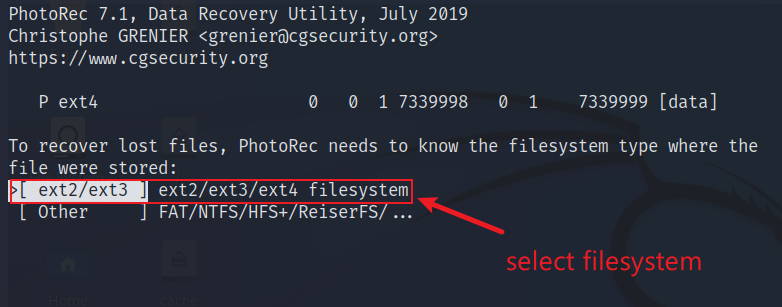 PhotoRec 7.1, Data Recovery Utility, July 2019
Christophe GRENIER <grenier@cgsecurity.org>
https://www.cgsecurity.org
P ext4 0 0 1 7339998 0 1 7339999 [data]
To recover lost files, PhotoRec needs to know the filesystem type where the
file were stored:
>[ ext2/ext3 ] ext2/ext3/ext4 filesystem
[ Other ] FAT/NTFS/HFS+/ReiserFS/...
select filesystem
Home cache